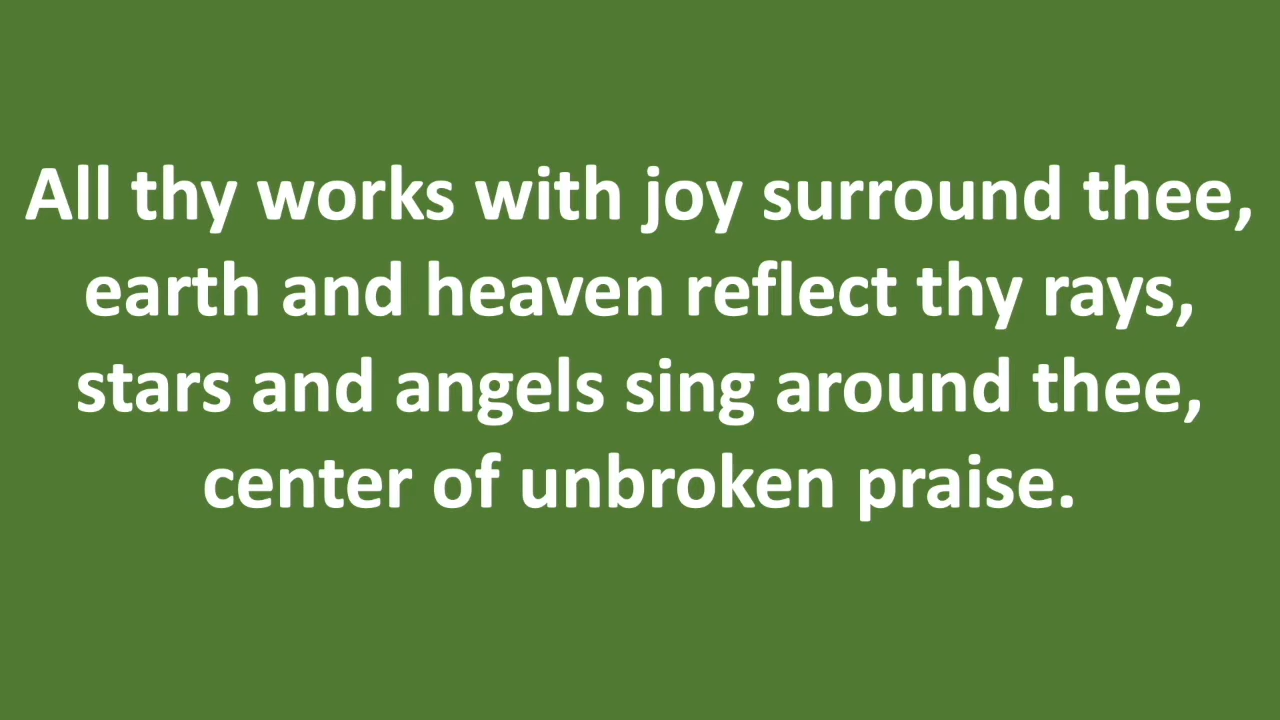 All thy works with joy surround thee,
earth and heaven reflect thy rays,
stars and angels sing around thee,
center of unbroken praise.